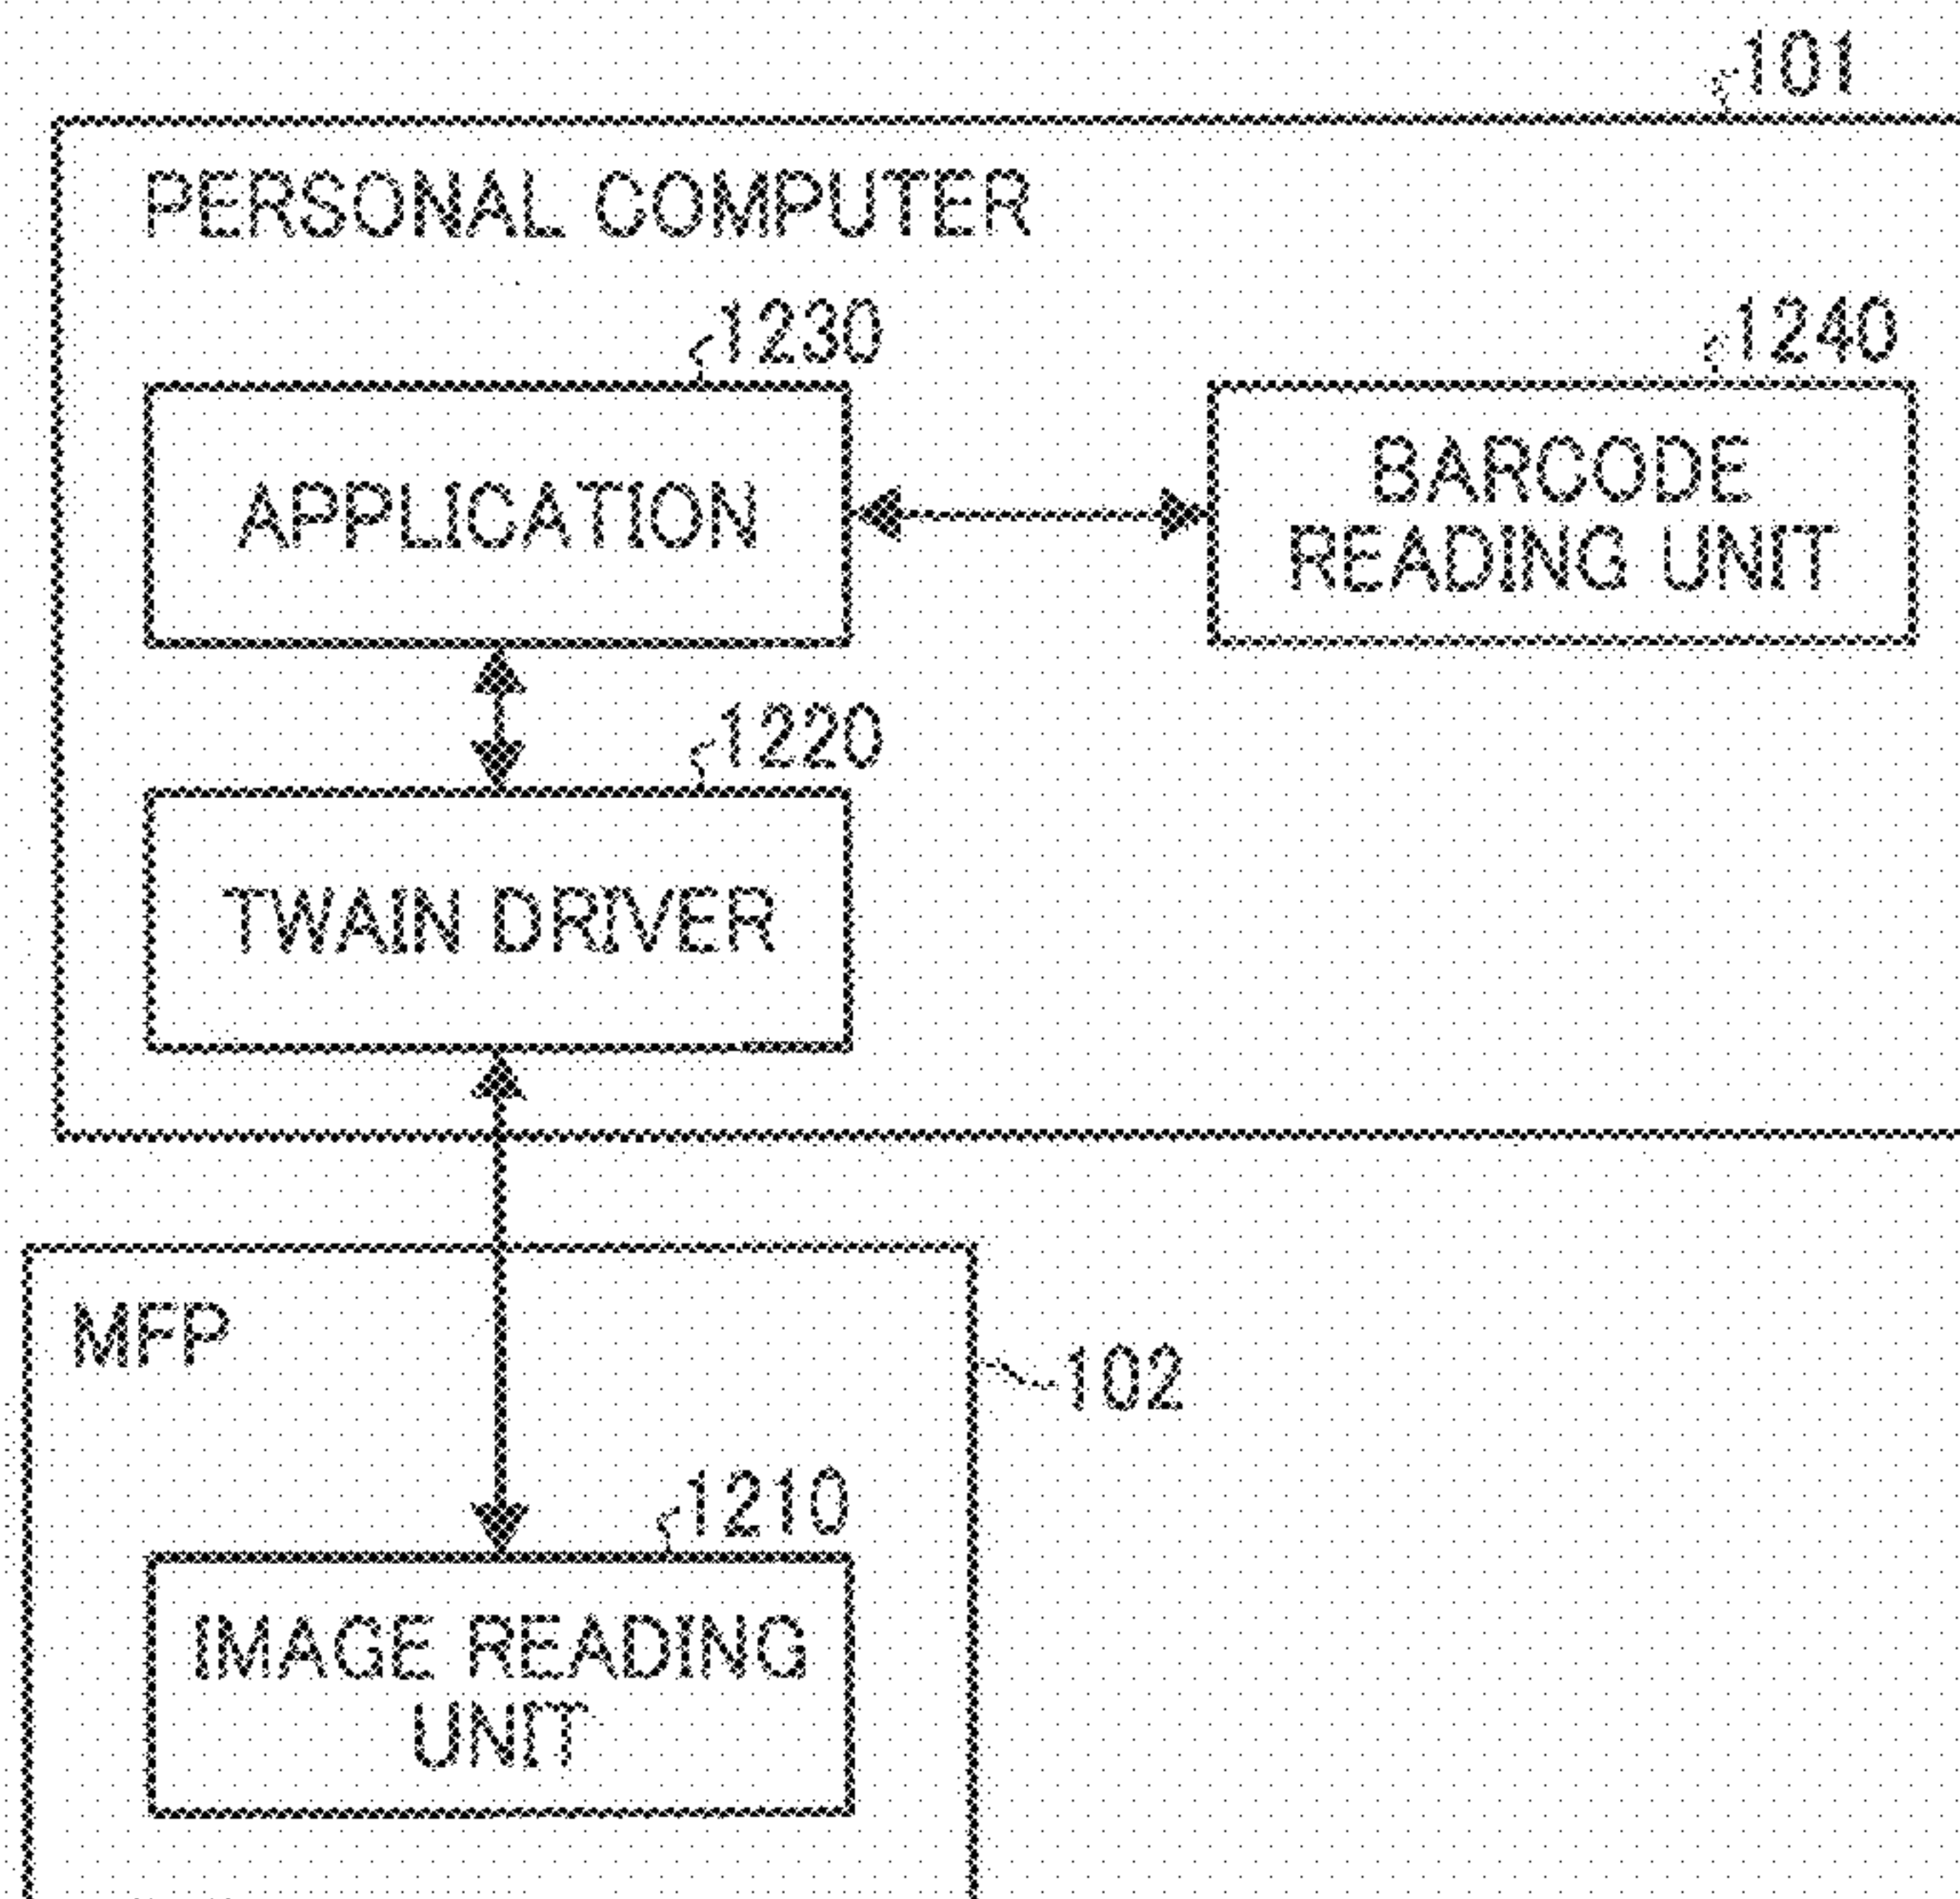 101
PERSONAL COMPUTER
1230
1240
APPLICATION
BARCODE
READING UNIT
1220
TWAIN DRIVER
MFP
102
1210
IMAGE READING
UNIT